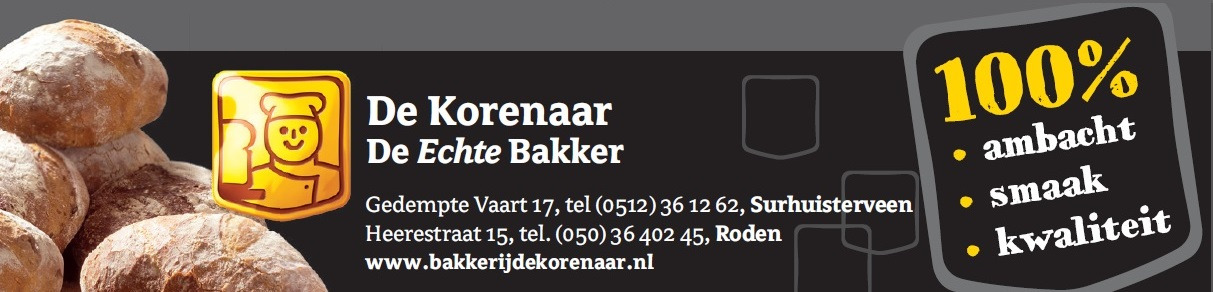 De Korenaar
De Echte Bakker
Gedempte Vaart 17, tel (0512) 36 12 62, Surhuisterveen
Heerestraat 15, tel. (050) 36 402 45, Roden
www.bakkerijdekorenaar.nl
100%
• ambacht
• smaak
• kwaliteit